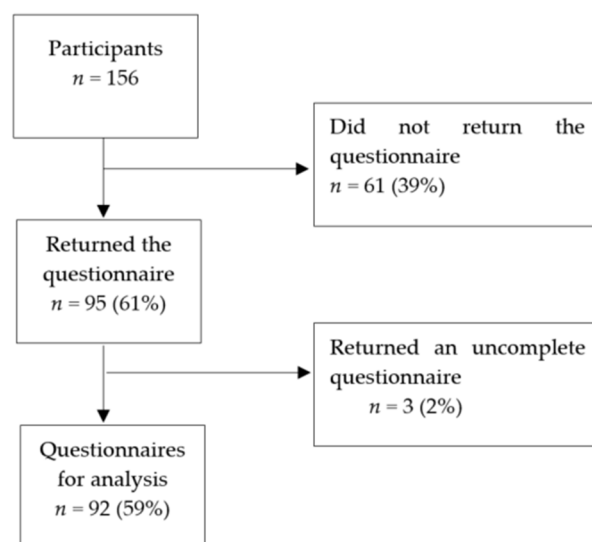 Participants
n = 156
Did not return the
questionnaire
n = 61 (39%)
Returned the
questionnaire
n = 95 (61%)
Returned an uncomplete
questionnaire
n = 3 (2%)
Questionnaires
for analysis
n = 92 (59%)